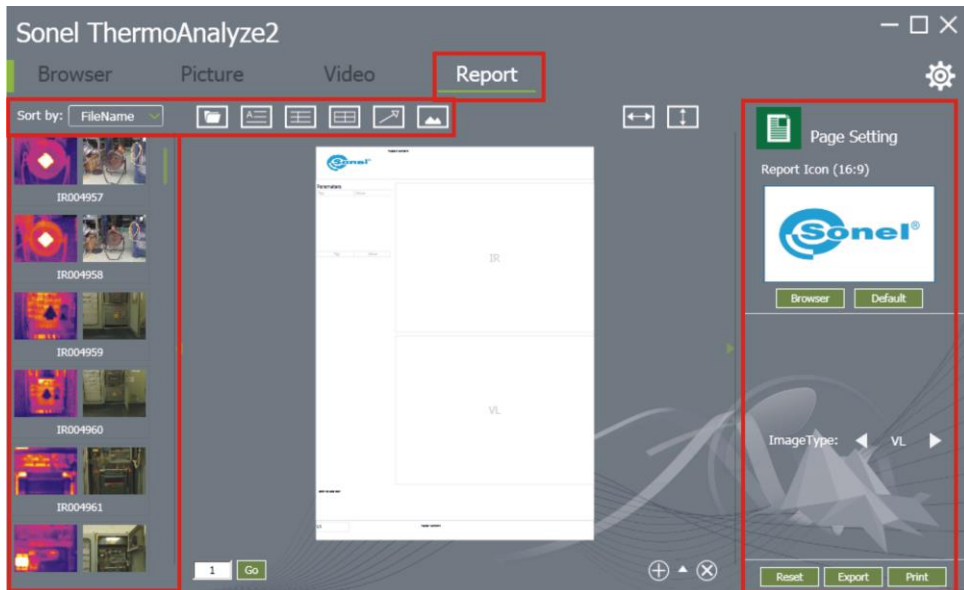 Sonel ThermoAnalyze2
Browser Picture Video Report
Sort by: FileName
IR004957
IR004958
IR004959
IR004960
IR004961
Sonel®
Parameters
IR
VL
1 Go
Page Setting
Report Icon (16:9)
Sonel®
Browser Default
ImageType: VL
Reset Export Print